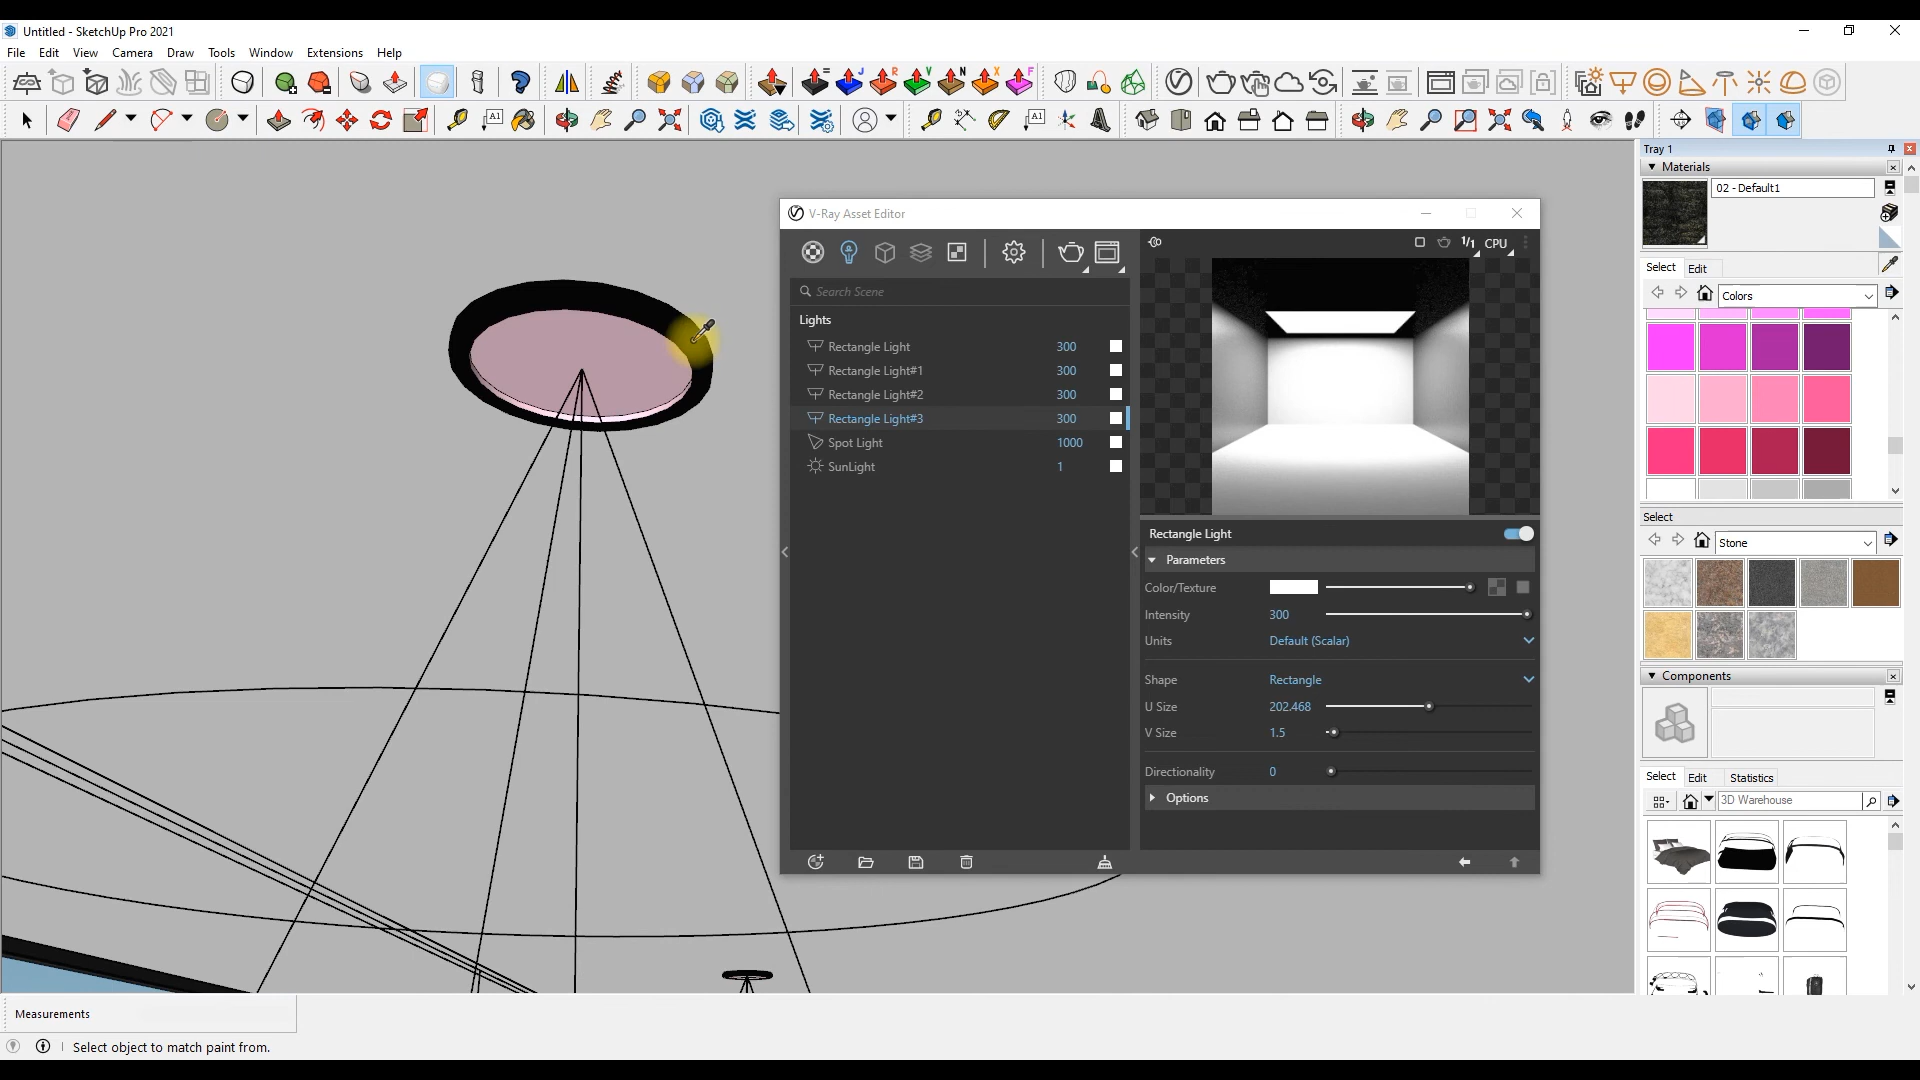 Untitled - SketchUp Pro 2021
File Edit View Camera Draw Tools Window Extensions Help
Tray 1
Materials
02 - Default1
Select Edit
Colors
Select
Stone
Components
Select Edit Statistics
3D Warehouse
V-Ray Asset Editor
1/1 CPU
Search Scene
Lights
Rectangle Light 300
Rectangle Light#1 300
Rectangle Light#2 300
Rectangle Light#3 300
Spot Light 1000
SunLight 1
Rectangle Light
Parameters
Color/Texture
Intensity 300
Units Default (Scalar)
Shape Rectangle
U Size 202.468
V Size 1.5
Directionality 0
Options
Measurements
Select object to match paint from.